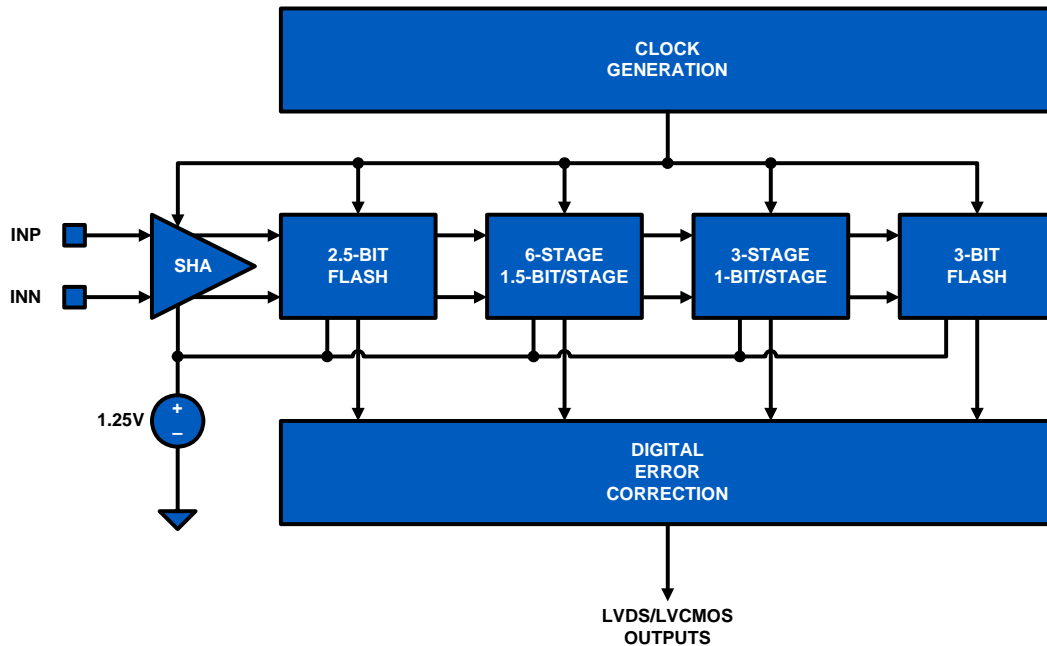 CLOCK
GENERATION
INP
INN
SHA
2.5-BIT
FLASH
6-STAGE
1.5-BIT/STAGE
3-STAGE
1-BIT/STAGE
3-BIT
FLASH
1.25V
+
–
DIGITAL
ERROR
CORRECTION
LVDS/LVCMOS
OUTPUTS